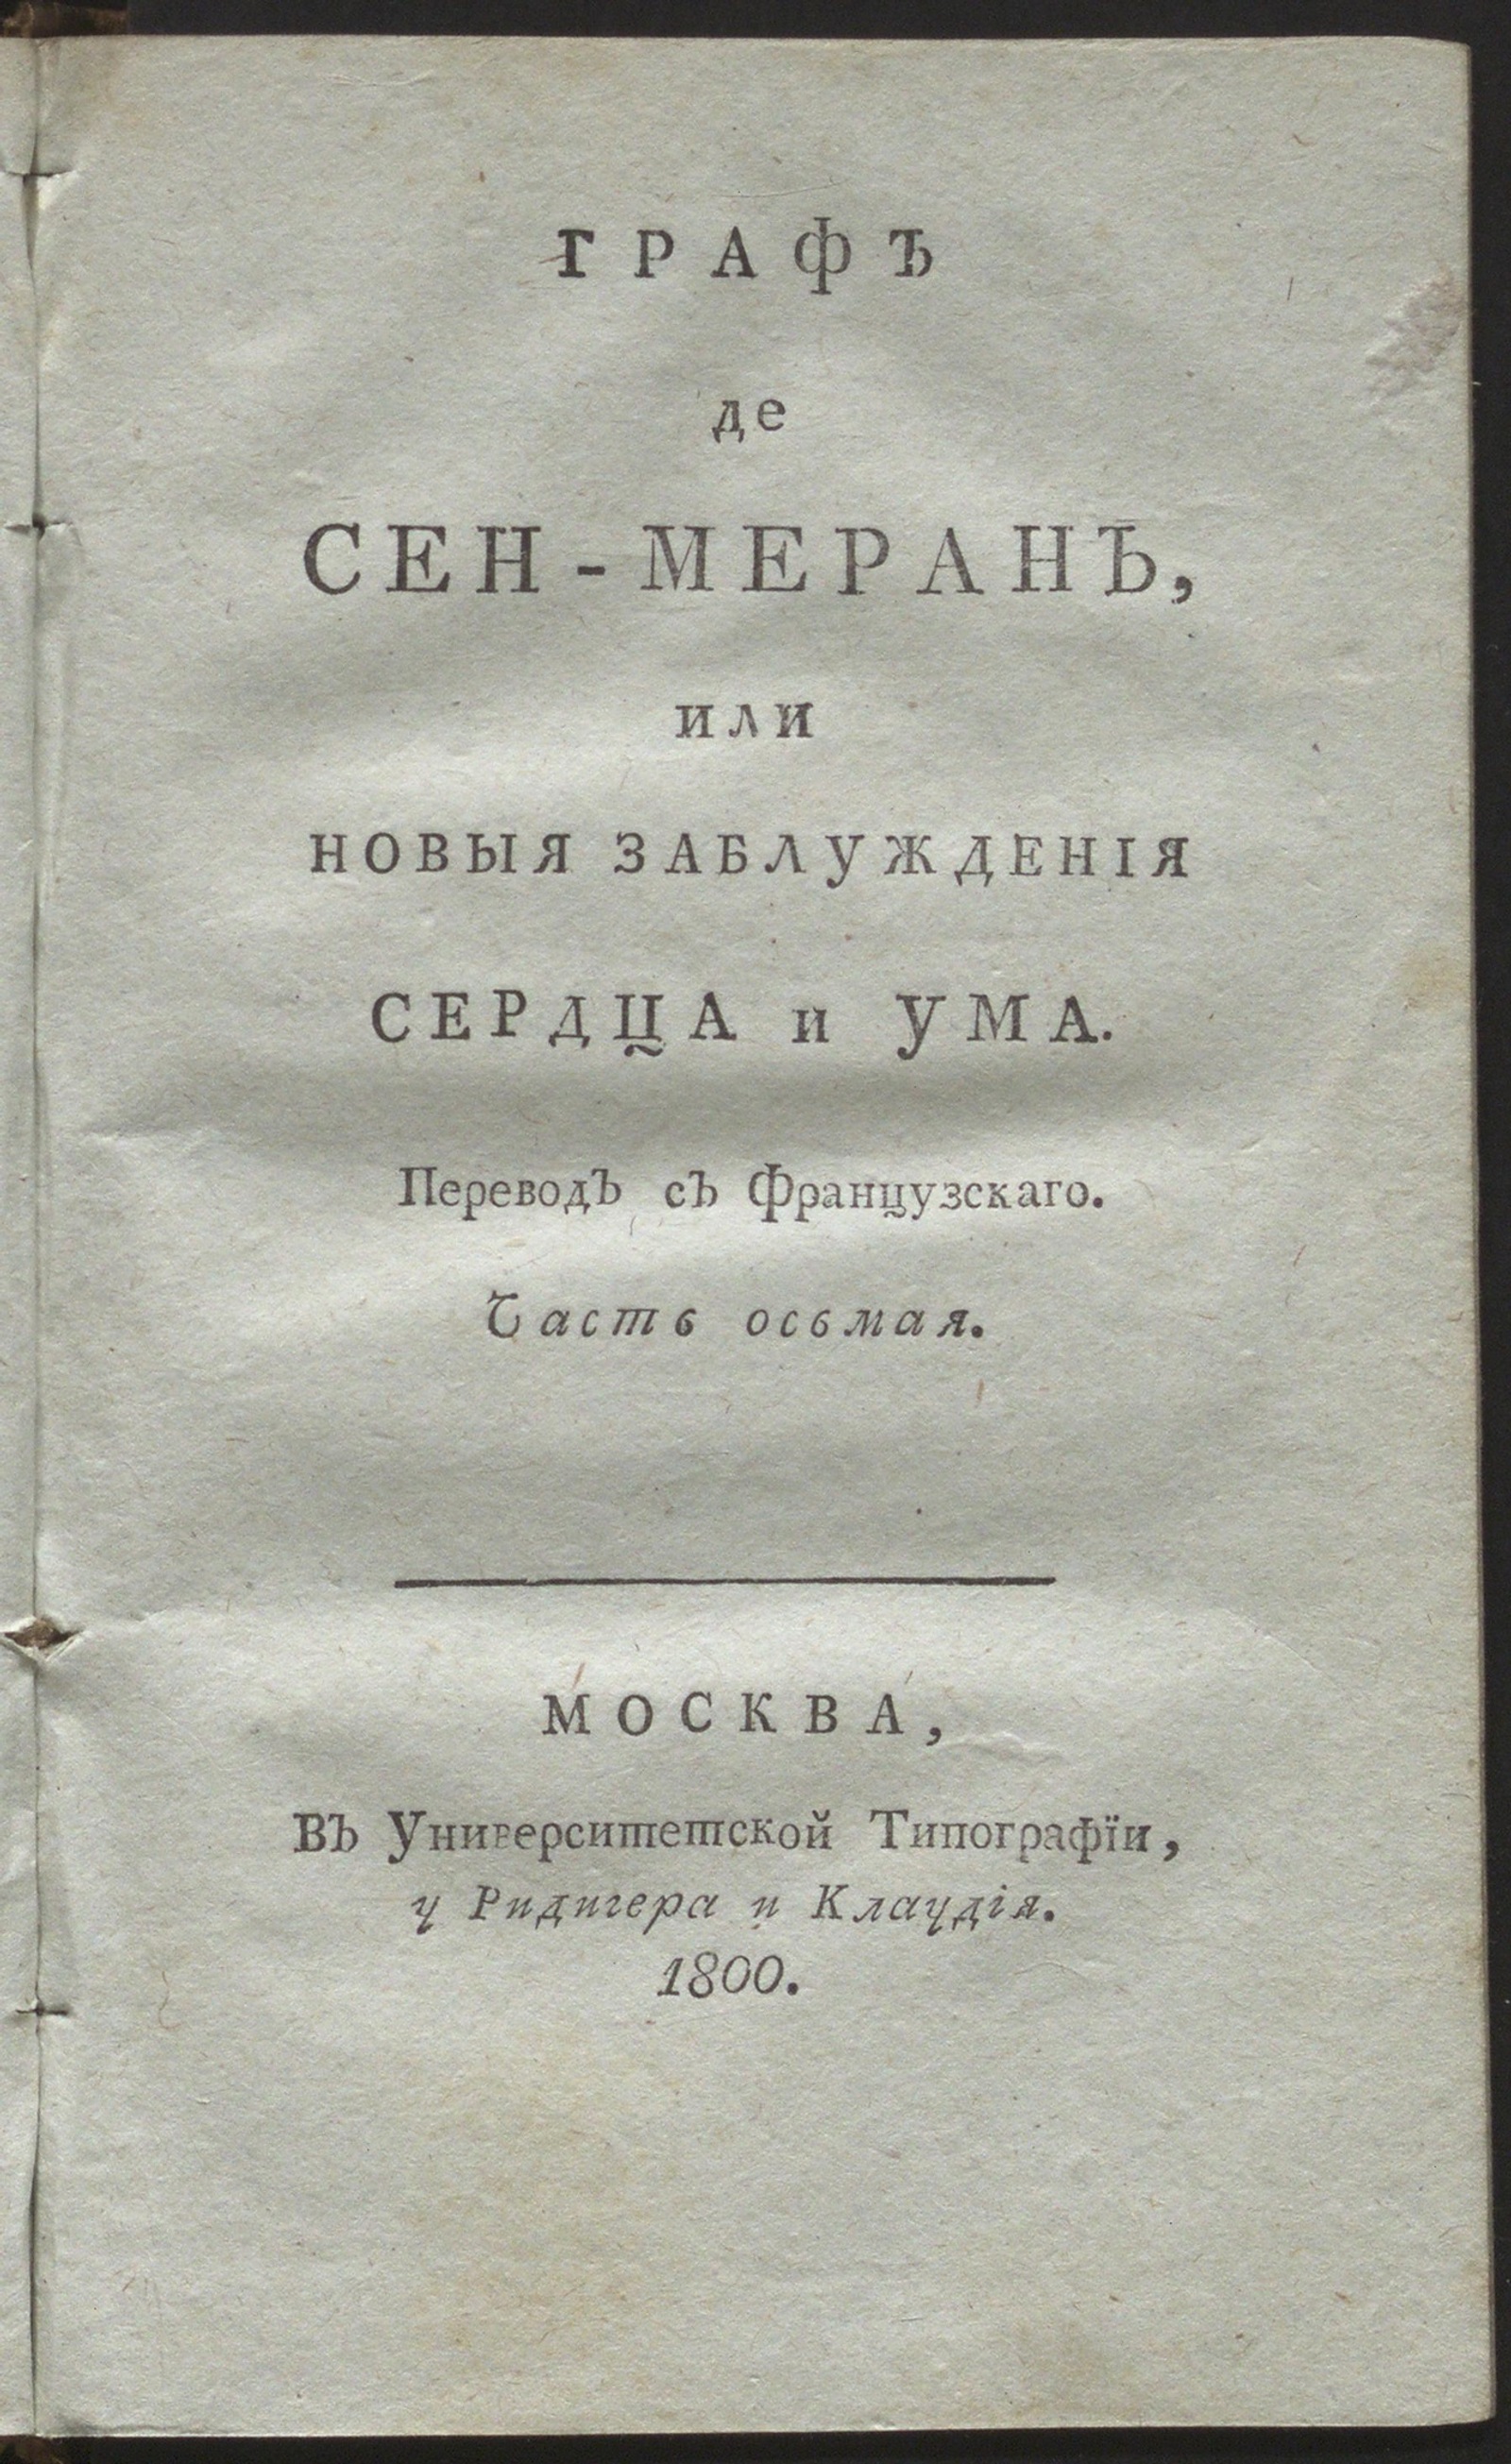 ГРАФЪ
де
СЕН-МЕРАНЪ,
или
НОВЫЯ ЗАБЛУЖДЕНІЯ
СЕРДЦА и УМА.
Переводъ съ Французскаго.
Часть осьмая.
МОСКВА,
Въ Университетской Типографїи,
у Ридигера и Клаудія.
1800.